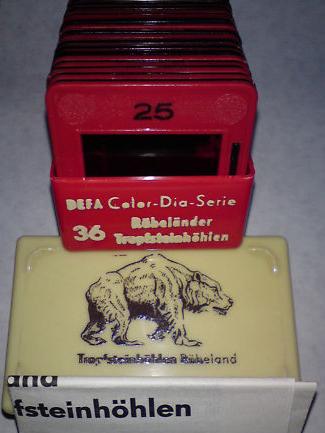 25
DEFA Color-Dia-Serie
36 Rübeländer
Tropfsteinhöhlen
Tropfsteinhöhlen Rübeland
and
fsteinhöhlen